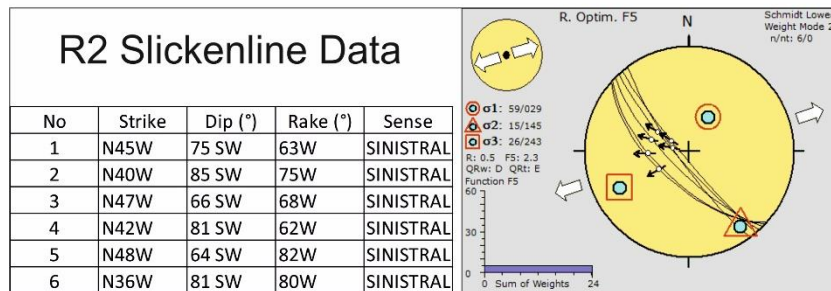 R2 Slickenline Data
No Strike Dip (°) Rake (°) Sense
1 N45W 75 SW 63W SINISTRAL
2 N40W 85 SW 75W SINISTRAL
3 N47W 66 SW 68W SINISTRAL
4 N42W 81 SW 62W SINISTRAL
5 N48W 64 SW 82W SINISTRAL
6 N36W 81 SW 80W SINISTRAL
R. Optim. F5
N
Schmidt Lower
Weight Mode 2
n/nt: 6/0
σ1: 59/029
σ2: 15/145
σ3: 26/243
R: 0.5 F5: 2.3
QRw: D QRt: E
Function F5
60
30
0
0 Sum of Weights 24